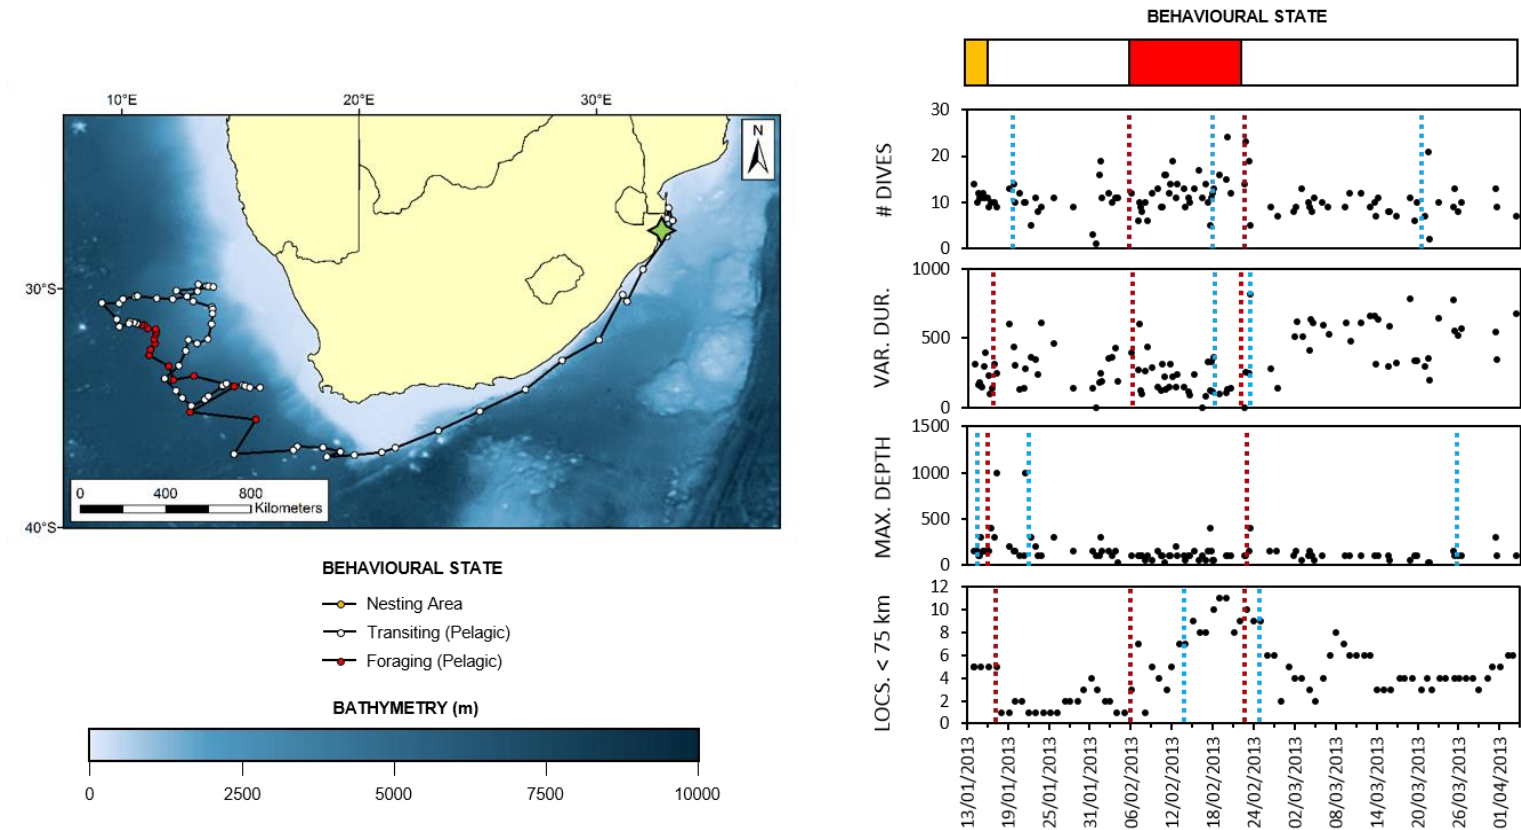 10°E 20°E 30°E
N
30°S
40°S
0 400 800
Kilometers
BEHAVIOURAL STATE
Nesting Area
Transiting (Pelagic)
Foraging (Pelagic)
BATHYMETRY (m)
0 2500 5000 7500 10000
BEHAVIOURAL STATE
# DIVES
30
20
10
0
VAR. DUR.
1000
500
0
MAX. DEPTH
1500
1000
500
0
LOCS. < 75 km
12
10
8
6
4
2
0
13/01/2013
19/01/2013
25/01/2013
31/01/2013
06/02/2013
12/02/2013
18/02/2013
24/02/2013
02/03/2013
08/03/2013
14/03/2013
20/03/2013
26/03/2013
01/04/2013